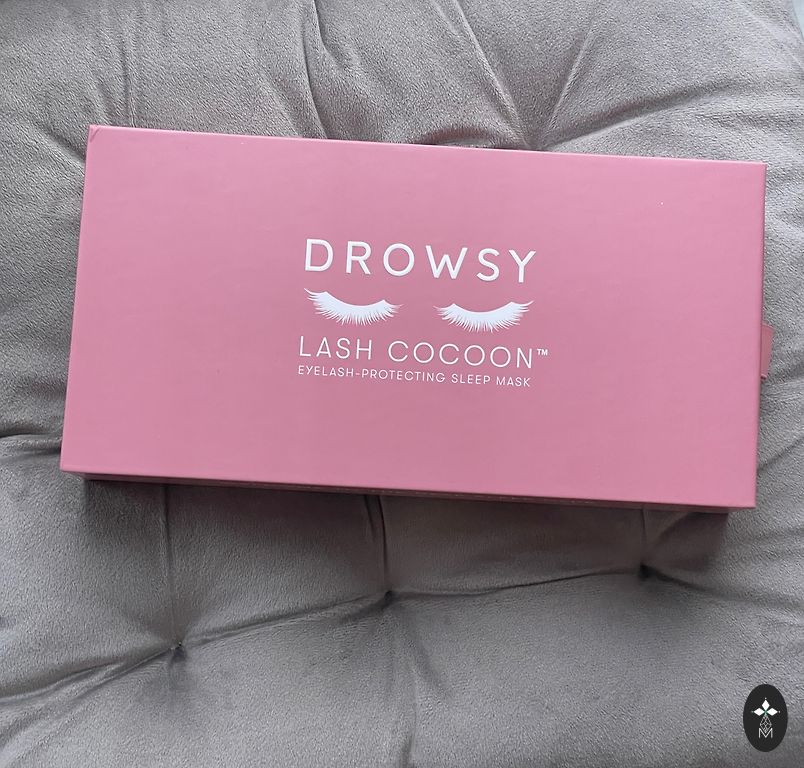 DROWSY
LASH COCOON™
EYELASH-PROTECTING SLEEP MASK
M